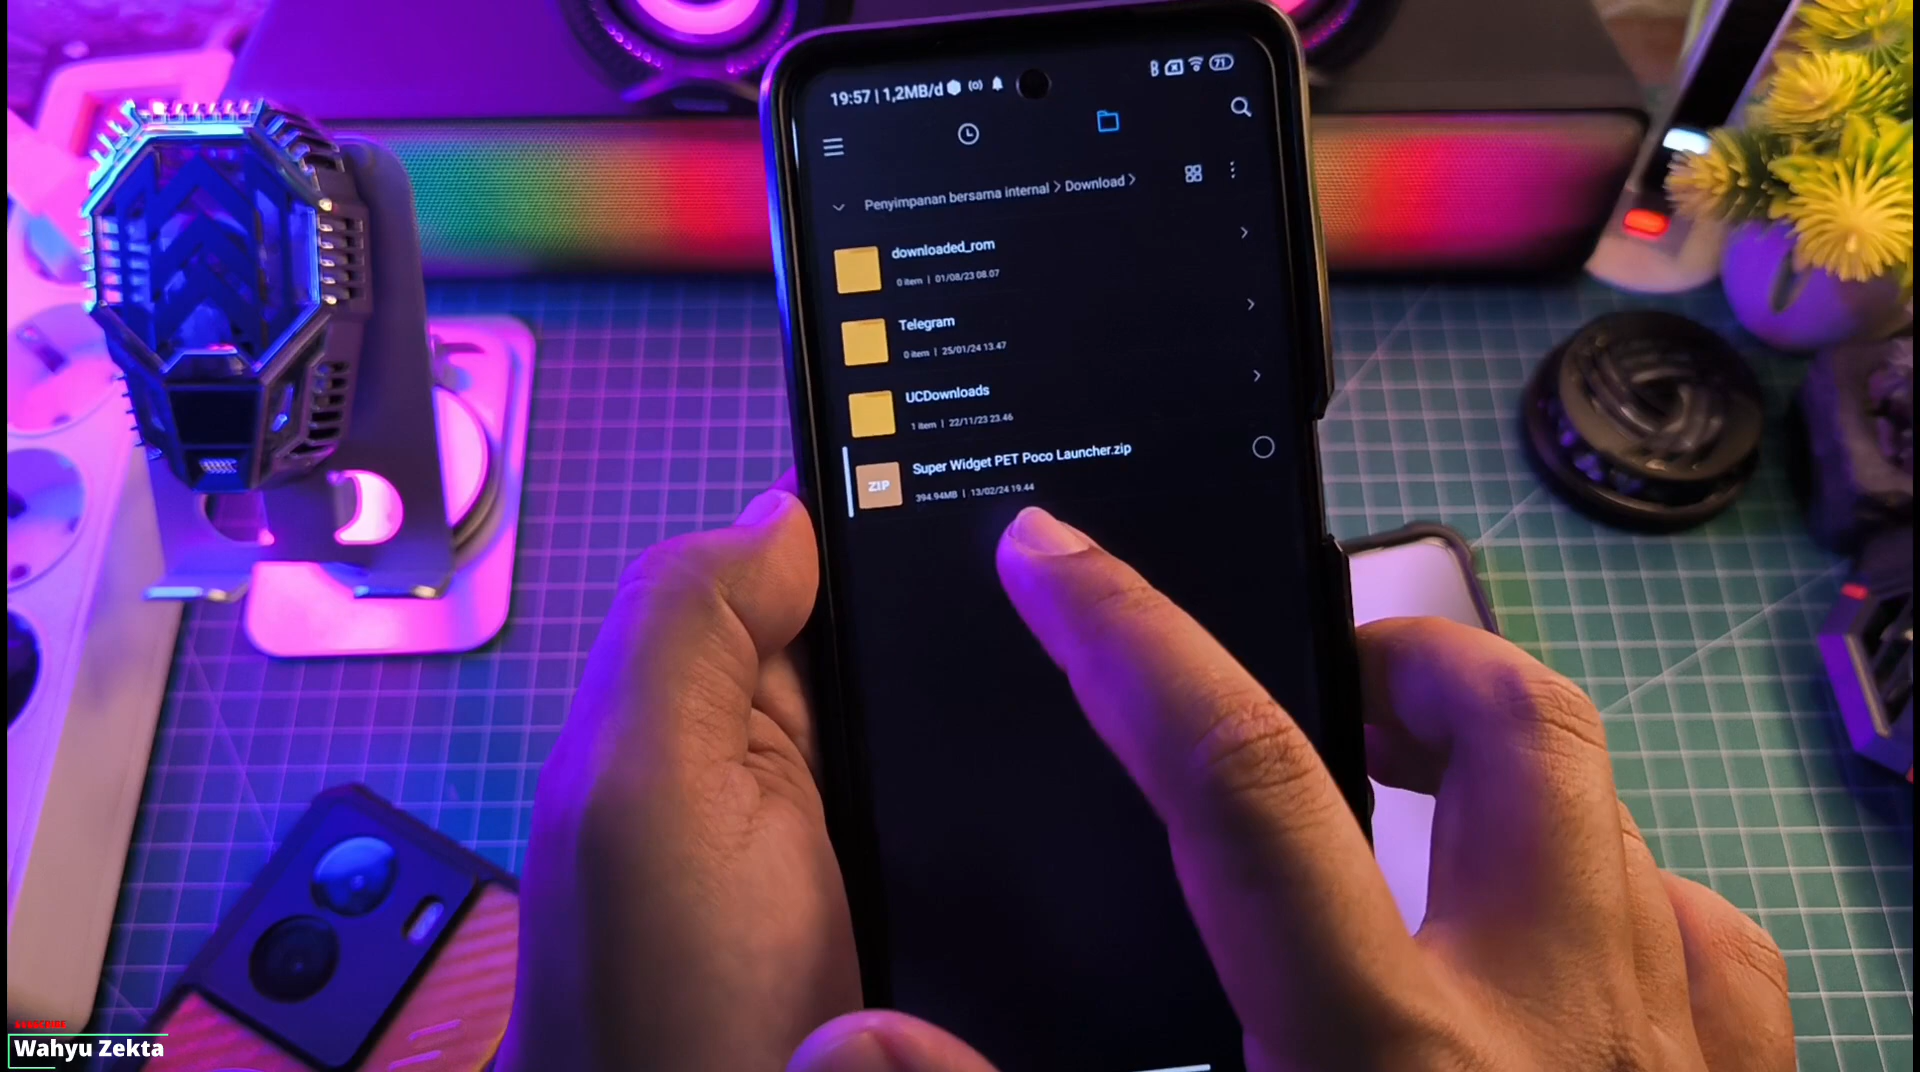 19:57 | 1,2MB/d
71
Penyimpanan bersama internal > Download >
downloaded_rom
0 item | 01/08/23 08.07
Telegram
0 item | 25/01/24 13.47
UCDownloads
1 item | 22/11/23 23.46
ZIP
Super Widget PET Poco Launcher.zip
394.94MB | 13/02/24 19.44
SUBSCRIBE
Wahyu Zekta